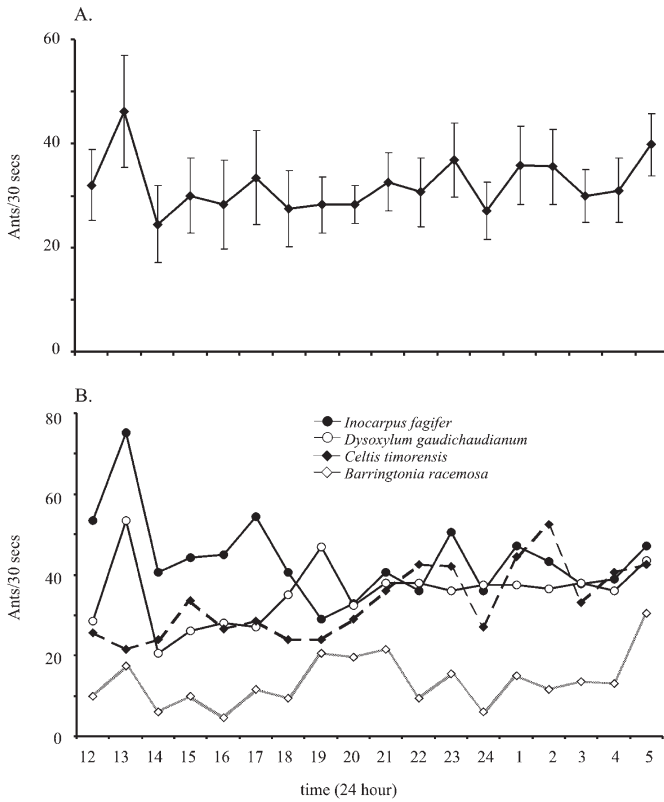 A.
60
40
20
0
Ants/30 secs
B.
80
60
40
20
0
Ants/30 secs
Inocarpus fagifer
Dysoxylum gaudichaudianum
Celtis timorensis
Barringtonia racemosa
12 13 14 15 16 17 18 19 20 21 22 23 24 1 2 3 4 5
time (24 hour)